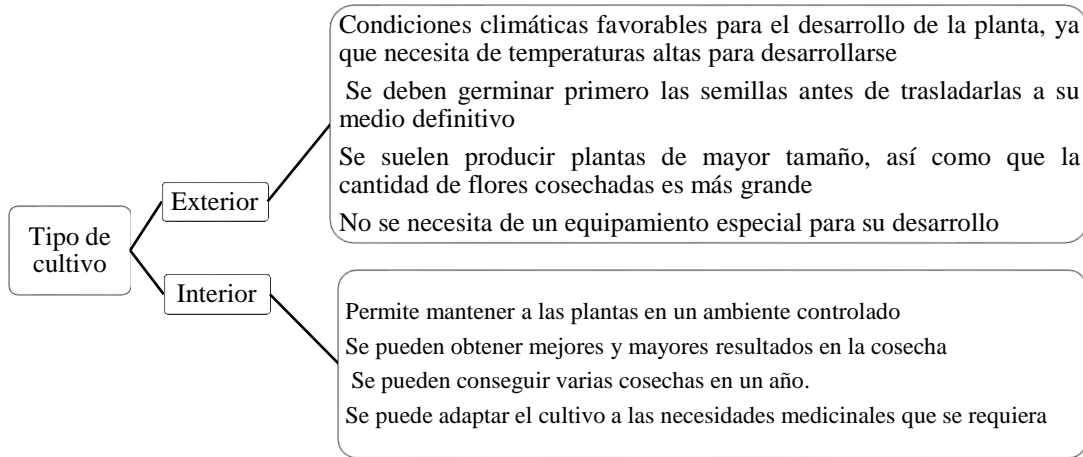 Tipo de
cultivo
Exterior
Condiciones climáticas favorables para el desarrollo de la planta, ya
que necesita de temperaturas altas para desarrollarse
Se deben germinar primero las semillas antes de trasladarlas a su
medio definitivo
Se suelen producir plantas de mayor tamaño, así como que la
cantidad de flores cosechadas es más grande
No se necesita de un equipamiento especial para su desarrollo
Interior
Permite mantener a las plantas en un ambiente controlado
Se pueden obtener mejores y mayores resultados en la cosecha
Se pueden conseguir varias cosechas en un año.
Se puede adaptar el cultivo a las necesidades medicinales que se requiera